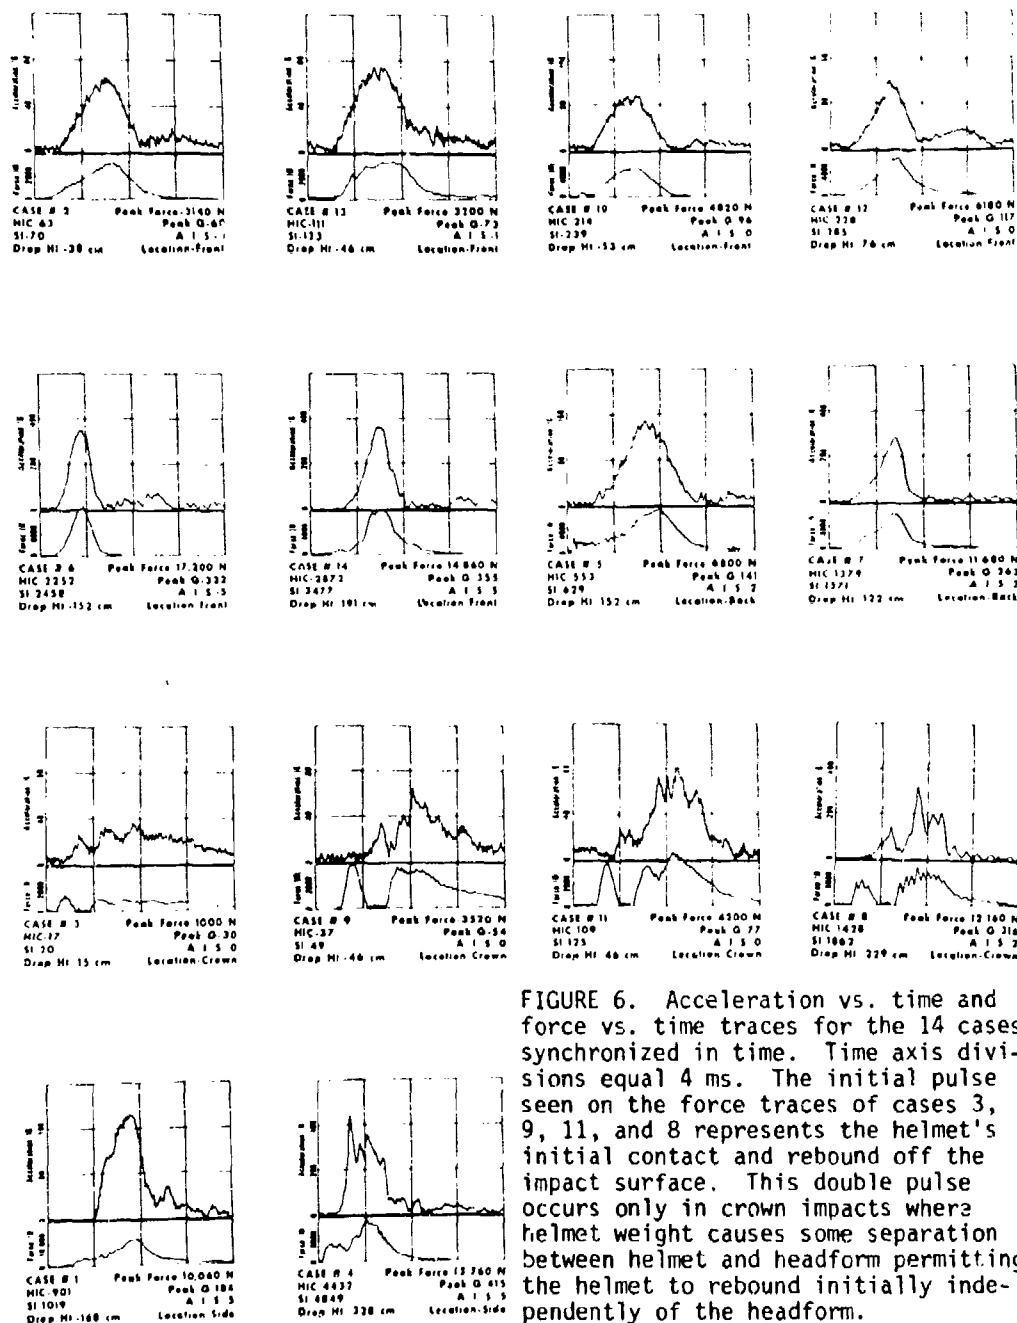 CASE # 2 Peak Force-3140 N
HIC 63 Peak G-60
SI-70 A I S-1
Drop Ht -38 cm Location-Front
CASE # 13 Peak Force 3200 N
HIC-111 Peak G-73
SI-133 A I S-1
Drop Ht -46 cm Location-Front
CASE # 10 Peak Force 4820 N
HIC 214 Peak G 96
SI-239 A I S 0
Drop Ht -53 cm Location-Front
CASE # 12 Peak Force 6180 N
HIC 228 Peak G 117
SI 285 A I S 0
Drop Ht 76 cm Location Front
CASE # 6 Peak Force 17,200 N
HIC 2252 Peak G-332
SI 2458 A I S-5
Drop Ht -152 cm Location Front
CASE # 14 Peak Force 14 860 N
HIC-2872 Peak G 355
SI 3477 A I S 5
Drop Ht 191 cm Location Front
CASE # 5 Peak Force 6800 N
HIC 553 Peak G 141
SI 629 A I S 2
Drop Ht 152 cm Location-Back
CASE # 7 Peak Force 11 680 N
HIC 1379 Peak G 262
SI 1571 A I S 2
Drop Ht 122 cm Location-Back
CASE # 3 Peak Force 1000 N
HIC-17 Peak G-30
SI 20 A I S 0
Drop Ht 15 cm Location-Crown
CASE # 9 Peak Force-3520 N
HIC-37 Peak G-54
SI 49 A I S 0
Drop Ht -46 cm Location Crown
CASE # 11 Peak Force-4200 N
HIC 109 Peak G 77
SI 125 A I S 0
Drop Ht 46 cm Location-Crown
CASE # 8 Peak Force 12 160 N
HIC 1428 Peak G 316
SI 1862 A I S 2
Drop Ht 229 cm Location-Crown
CASE # 1 Peak Force 10,060 N
HIC-901 Peak G 184
SI 1019 A I S 5
Drop Ht -168 cm Location Side
CASE # 4 Peak Force 15 760 N
HIC 4437 Peak G 415
SI 6849 A I S 5
Drop Ht 328 cm Location-Side
FIGURE 6. Acceleration vs. time and
force vs. time traces for the 14 cases
synchronized in time. Time axis divi-
sions equal 4 ms. The initial pulse
seen on the force traces of cases 3,
9, 11, and 8 represents the helmet's
initial contact and rebound off the
impact surface. This double pulse
occurs only in crown impacts where
helmet weight causes some separation
between helmet and headform permitting
the helmet to rebound initially inde-
pendently of the headform.